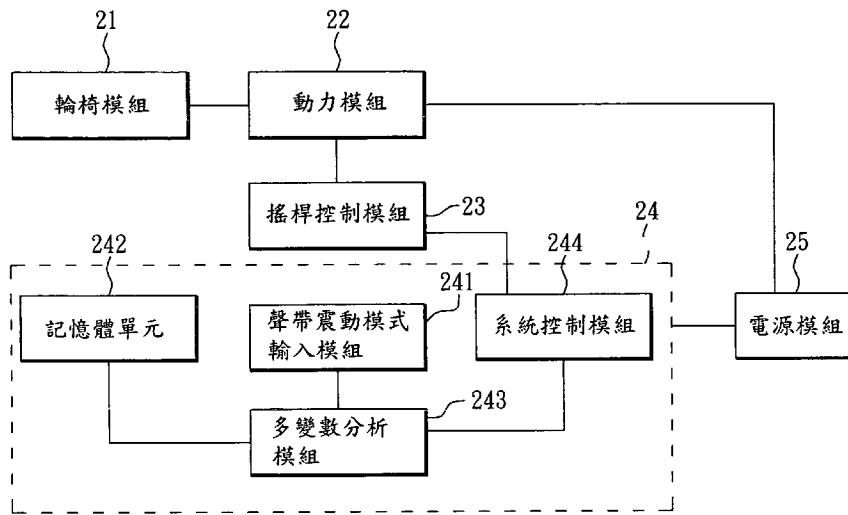 21
22
輪椅模組
動力模組
搖桿控制模組
23
24
242
244
25
241
記憶體單元
聲帶震動模式
輸入模組
系統控制模組
電源模組
243
多變數分析
模組